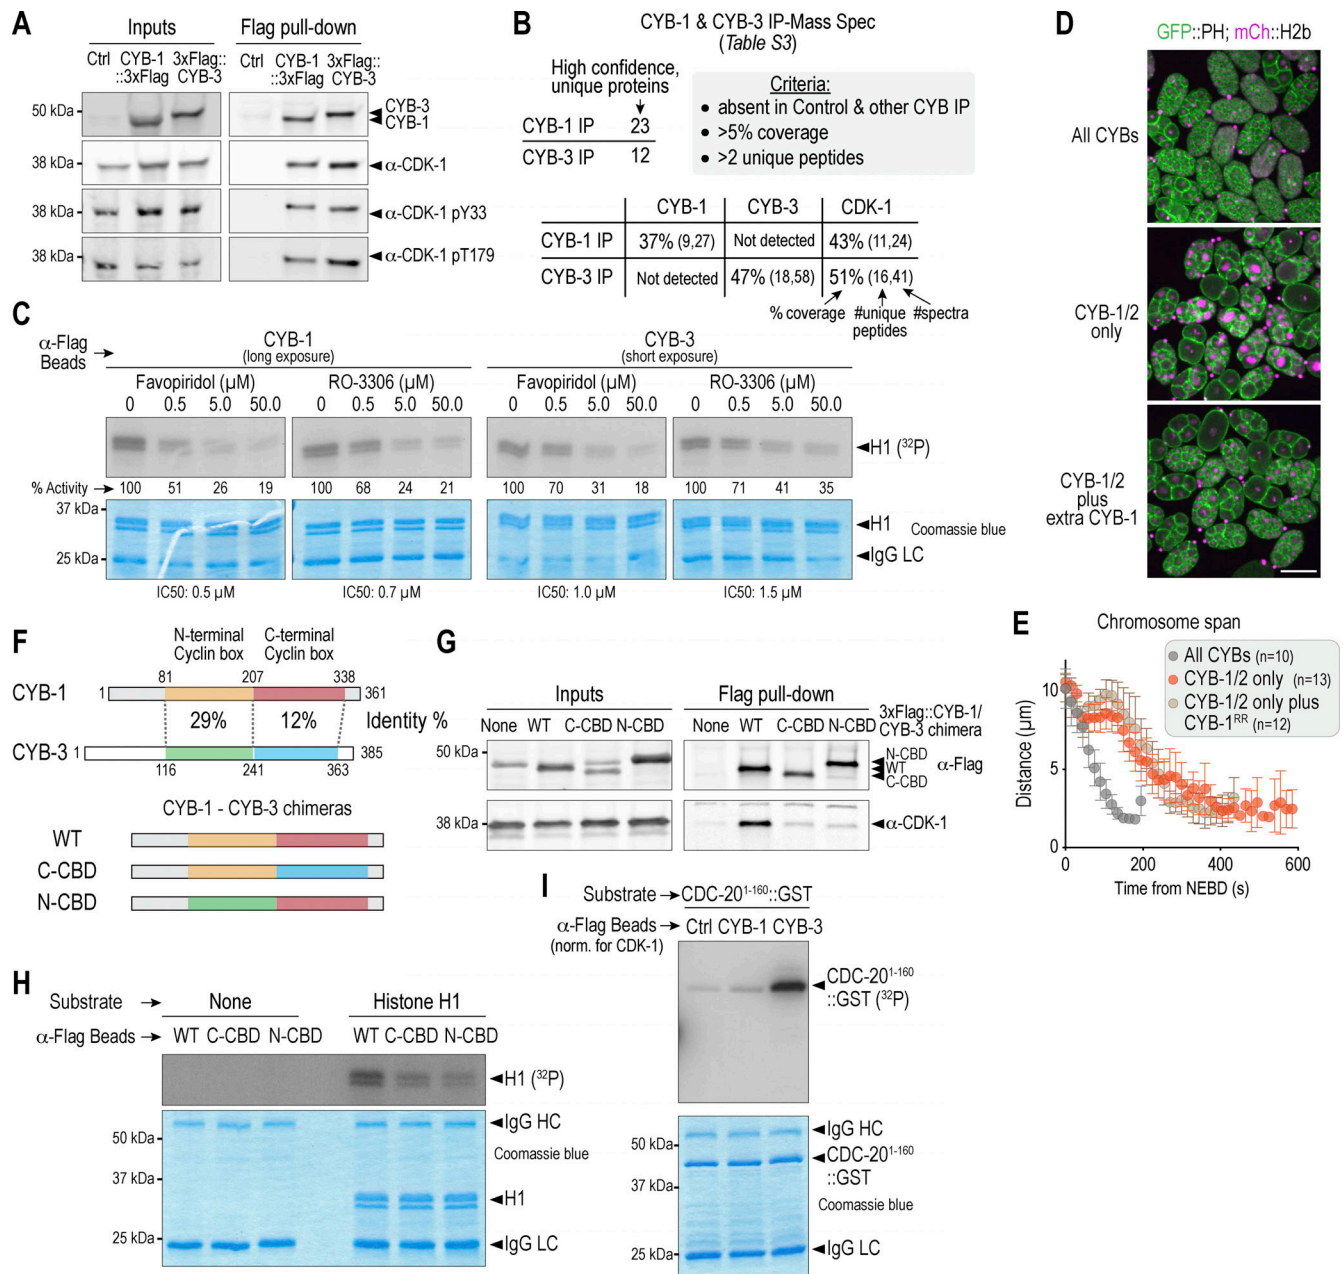 A
Inputs
Flag pull-down
Ctrl CYB-1 ::3xFlag 3xFlag:: CYB-3
Ctrl CYB-1 ::3xFlag 3xFlag:: CYB-3
50 kDa
CYB-3
CYB-1
38 kDa
α-CDK-1
38 kDa
α-CDK-1 pY33
38 kDa
α-CDK-1 pT179
B
CYB-1 & CYB-3 IP-Mass Spec
(Table S3)
High confidence,
unique proteins
CYB-1 IP 23
CYB-3 IP 12
Criteria:
• absent in Control & other CYB IP
• >5% coverage
• >2 unique peptides
CYB-1 CYB-3 CDK-1
CYB-1 IP 37% (9,27) Not detected 43% (11,24)
CYB-3 IP Not detected 47% (18,58) 51% (16,41)
% coverage #unique peptides #spectra
C
α-Flag
Beads
CYB-1
(long exposure)
CYB-3
(short exposure)
Favopiridol (µM) RO-3306 (µM) Favopiridol (µM) RO-3306 (µM)
0 0.5 5.0 50.0 0 0.5 5.0 50.0 0 0.5 5.0 50.0 0 0.5 5.0 50.0
H1 (³²P)
% Activity 100 51 26 19 100 68 24 21 100 70 31 18 100 71 41 35
37 kDa
H1
Coomassie blue
25 kDa
IgG LC
IC50: 0.5 µM IC50: 0.7 µM IC50: 1.0 µM IC50: 1.5 µM
D
GFP::PH; mCh::H2b
All CYBs
CYB-1/2
only
CYB-1/2
plus
extra CYB-1
E
Chromosome span
All CYBs (n=10)
CYB-1/2 only (n=13)
CYB-1/2 only plus
CYB-1ᴿᴿ (n=12)
Distance (µm)
10
5
0
0 200 400 600
Time from NEBD (s)
F
N-terminal
Cyclin box
C-terminal
Cyclin box
81 207 338
CYB-1 1 361
29% 12% Identity %
CYB-3 1 385
116 241 363
CYB-1 - CYB-3 chimeras
WT
C-CBD
N-CBD
G
Inputs
Flag pull-down
None WT C-CBD N-CBD
None WT C-CBD N-CBD
3xFlag::CYB-1/
CYB-3 chimera
50 kDa
N-CBD
WT
C-CBD
α-Flag
38 kDa
α-CDK-1
H
Substrate None Histone H1
α-Flag Beads WT C-CBD N-CBD WT C-CBD N-CBD
H1 (³²P)
IgG HC
50 kDa
Coomassie blue
37 kDa
H1
25 kDa
IgG LC
I
Substrate CDC-20¹⁻¹⁶⁰::GST
α-Flag Beads Ctrl CYB-1 CYB-3
(norm. for CDK-1)
CDC-20¹⁻¹⁶⁰
::GST (³²P)
IgG HC
50 kDa
CDC-20¹⁻¹⁶⁰
::GST
37 kDa
Coomassie blue
25 kDa
IgG LC